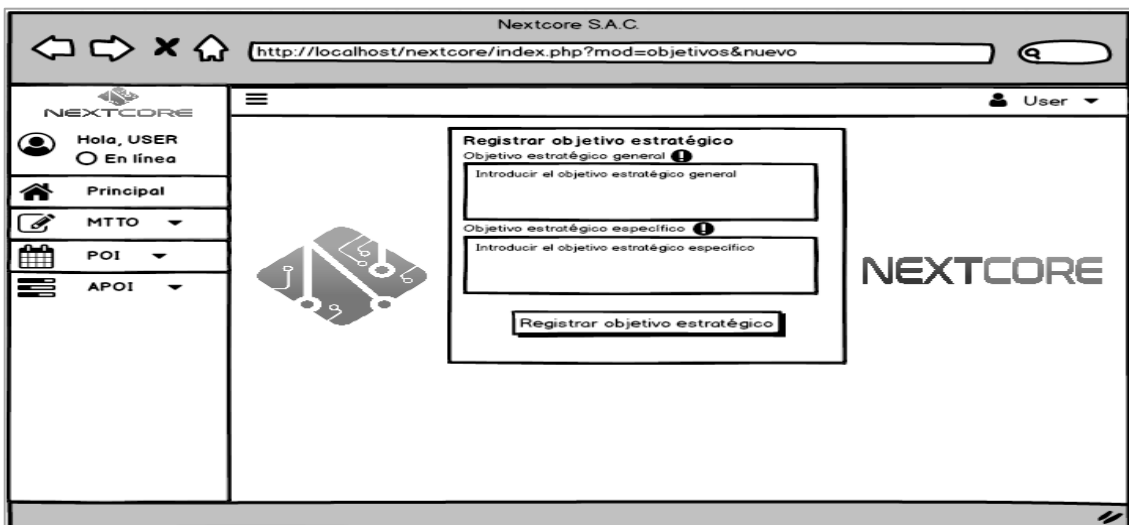 Nextcore S.A.C.
http://localhost/nextcore/index.php?mod=objetivos&nuevo
NEXTCORE
User
Hola, USER
En línea
Principal
MTTO
POI
APOI
Registrar objetivo estratégico
Objetivo estratégico general
Introducir el objetivo estratégico general
Objetivo estratégico específico
Introducir el objetivo estratégico específico
Registrar objetivo estratégico
NEXTCORE